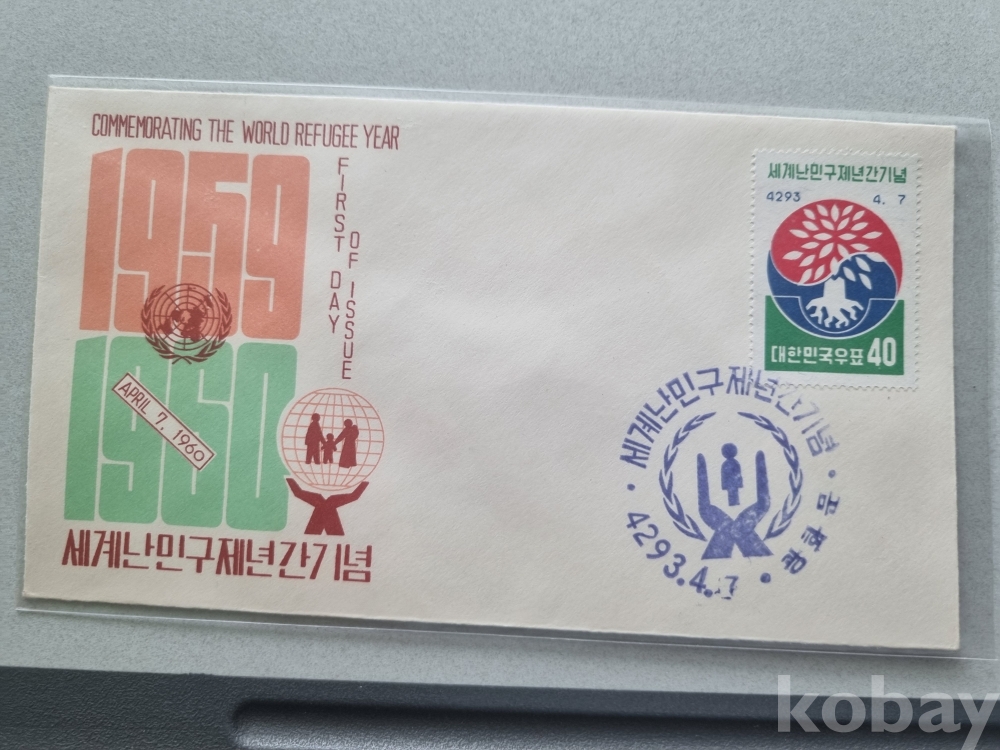 COMMEMORATING THE WORLD REFUGEE YEAR
1959
1960
FIRST DAY
OF ISSUE
APRIL 7, 1960
세계난민구제년간기념
세계난민구제년간기념
4293 4. 7
대한민국우표 40
세계난민구제년간기념
4293.4.7
kobay